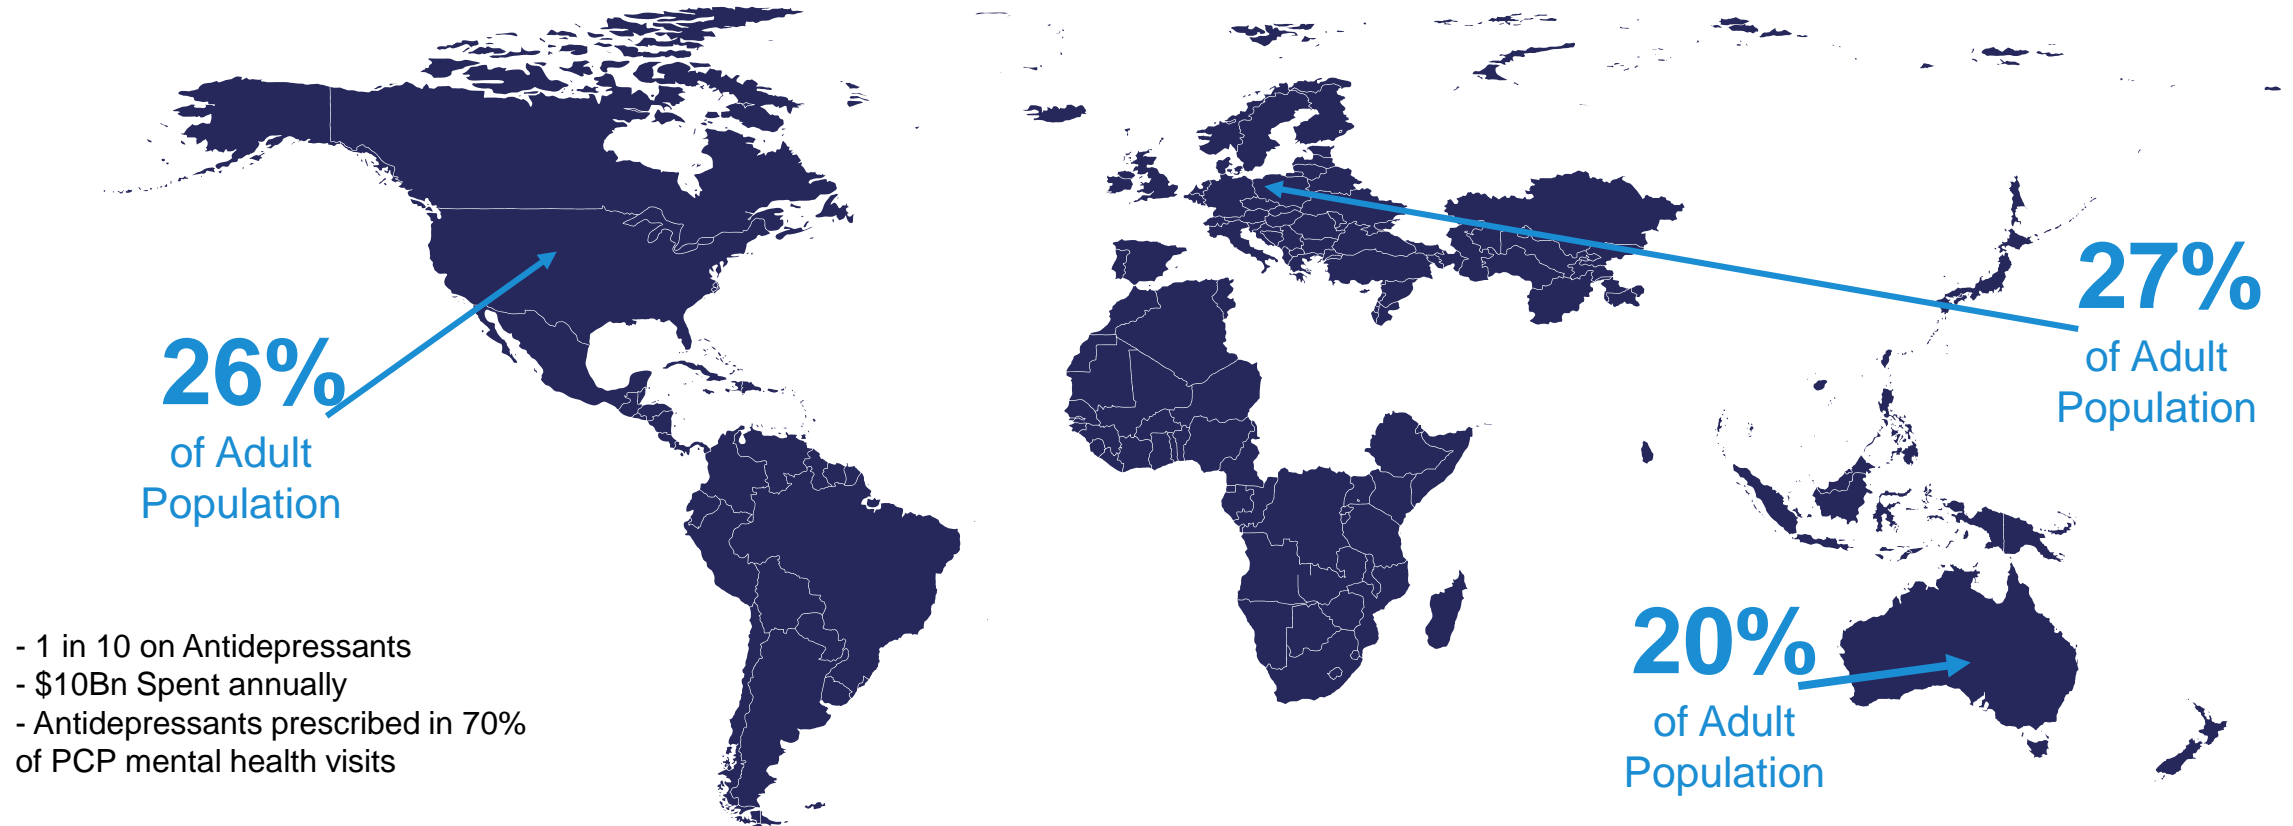 26%
of Adult
Population
27%
of Adult
Population
20%
of Adult
Population
- 1 in 10 on Antidepressants
- $10Bn Spent annually
- Antidepressants prescribed in 70%
of PCP mental health visits